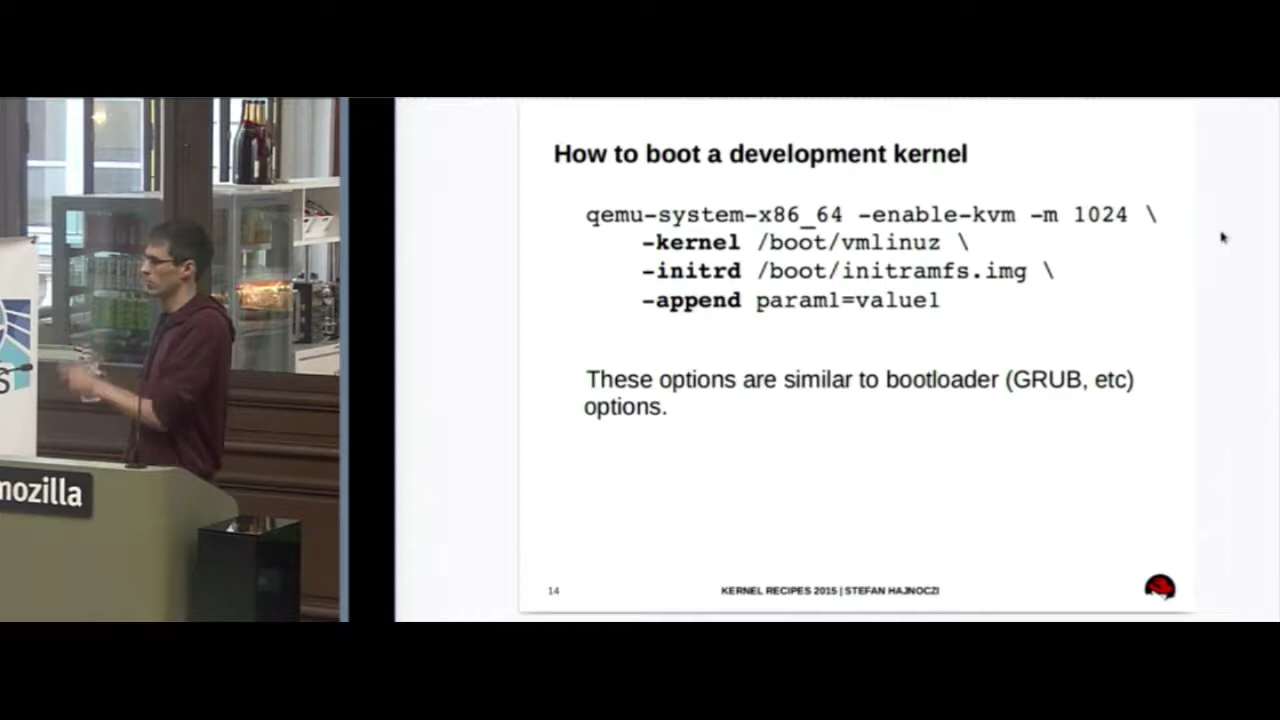 How to boot a development kernel
qemu-system-x86_64 -enable-kvm -m 1024 \
-kernel /boot/vmlinuz \
-initrd /boot/initramfs.img \
-append param1=value1
These options are similar to bootloader (GRUB, etc)
options.
14
KERNEL RECIPES 2015 | STEFAN HAJNOCZI
S
mozilla